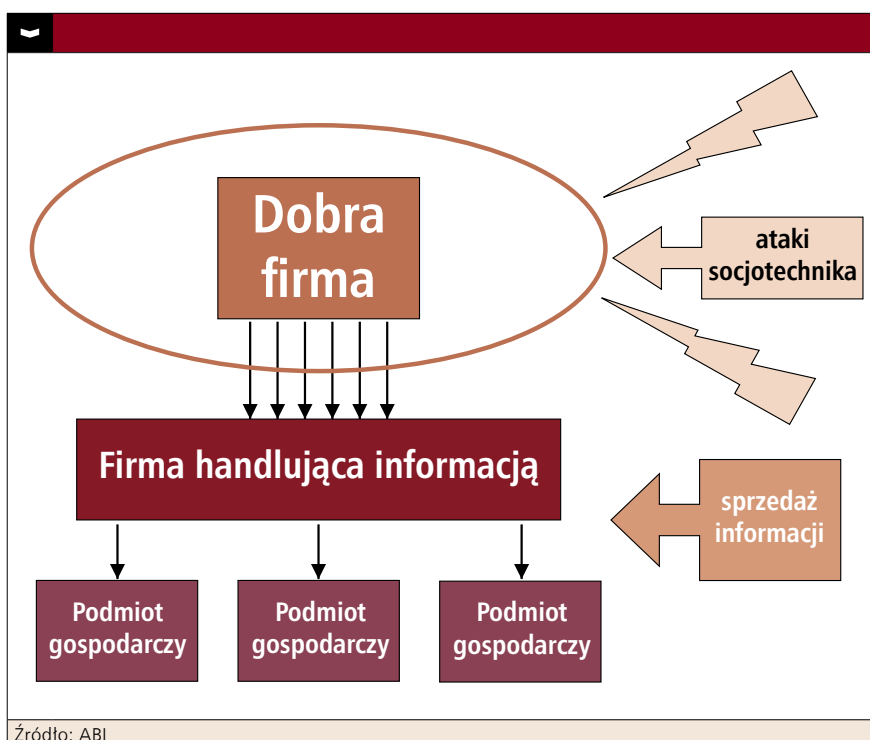 Dobra
firma
ataki
socjotechnika
Firma handlująca informacją
sprzedaż
informacji
Podmiot
gospodarczy
Podmiot
gospodarczy
Podmiot
gospodarczy
Źródło: ABI